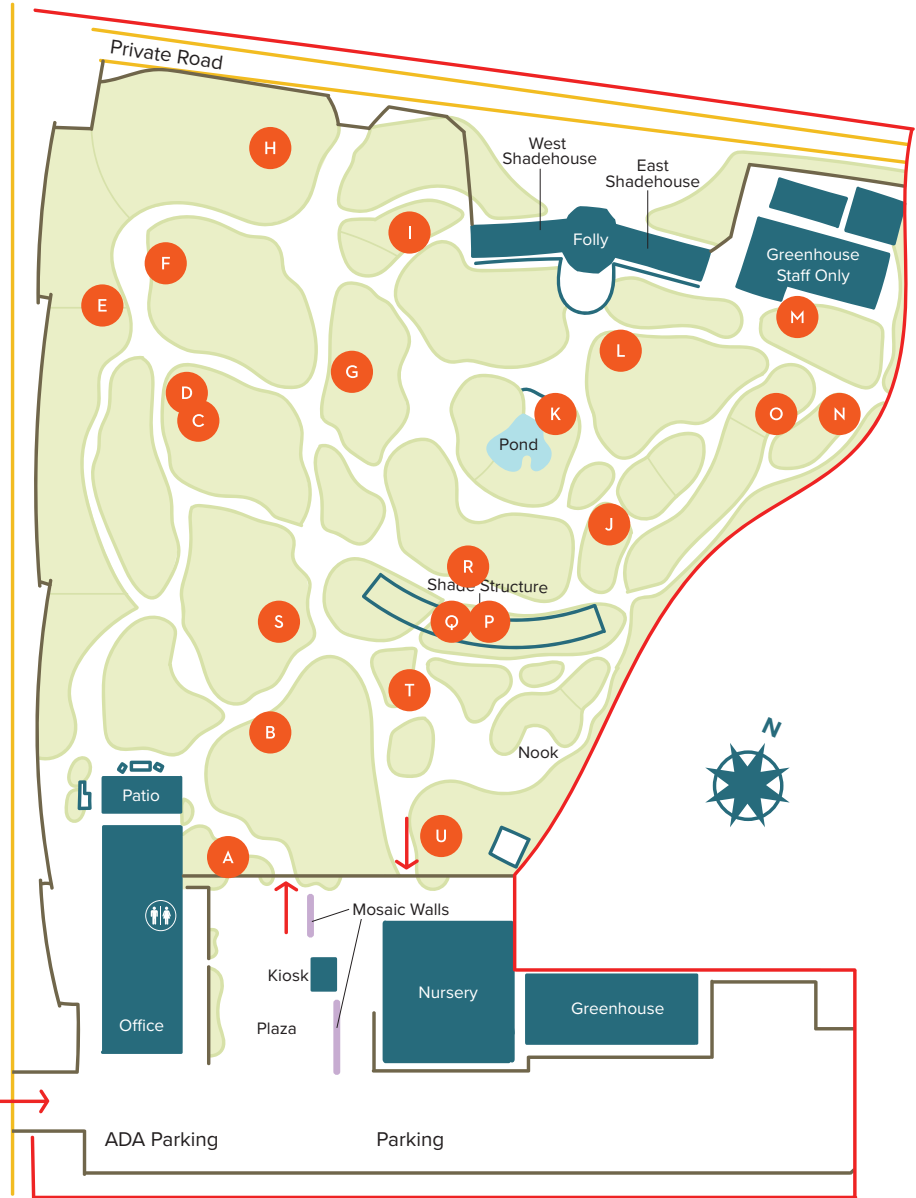 Private Road
H
West
Shadehouse
East
Shadehouse
I
Folly
F
Greenhouse
Staff Only
E
M
L
G
D
C
K
O
N
Pond
J
R
Shade Structure
S
Q
P
T
B
N
Nook
Patio
U
A
Mosaic Walls
Kiosk
Nursery
Greenhouse
Office
Plaza
ADA Parking
Parking